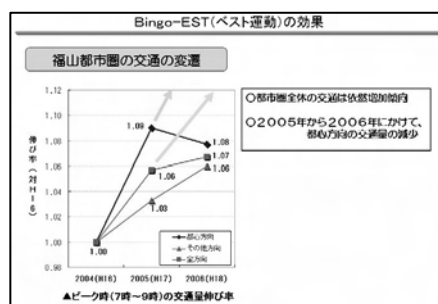 Bingo-EST(ベスト運動)の効果
福山都市圏の交通の変遷
○都市圏全体の交通は依然増加傾向
○2005年から2006年にかけて、
都心方向の交通量の減少
伸び率(対H16)
1.12
1.10
1.08
1.06
1.04
1.02
1.00
0.98
0.90
1.09
1.08
1.07
1.06
1.06
1.03
1.00
都心方向
その他方向
全方向
2004(H16) 2005(H17) 2006(H18)
▲ピーク時(7時~9時)の交通量伸び率